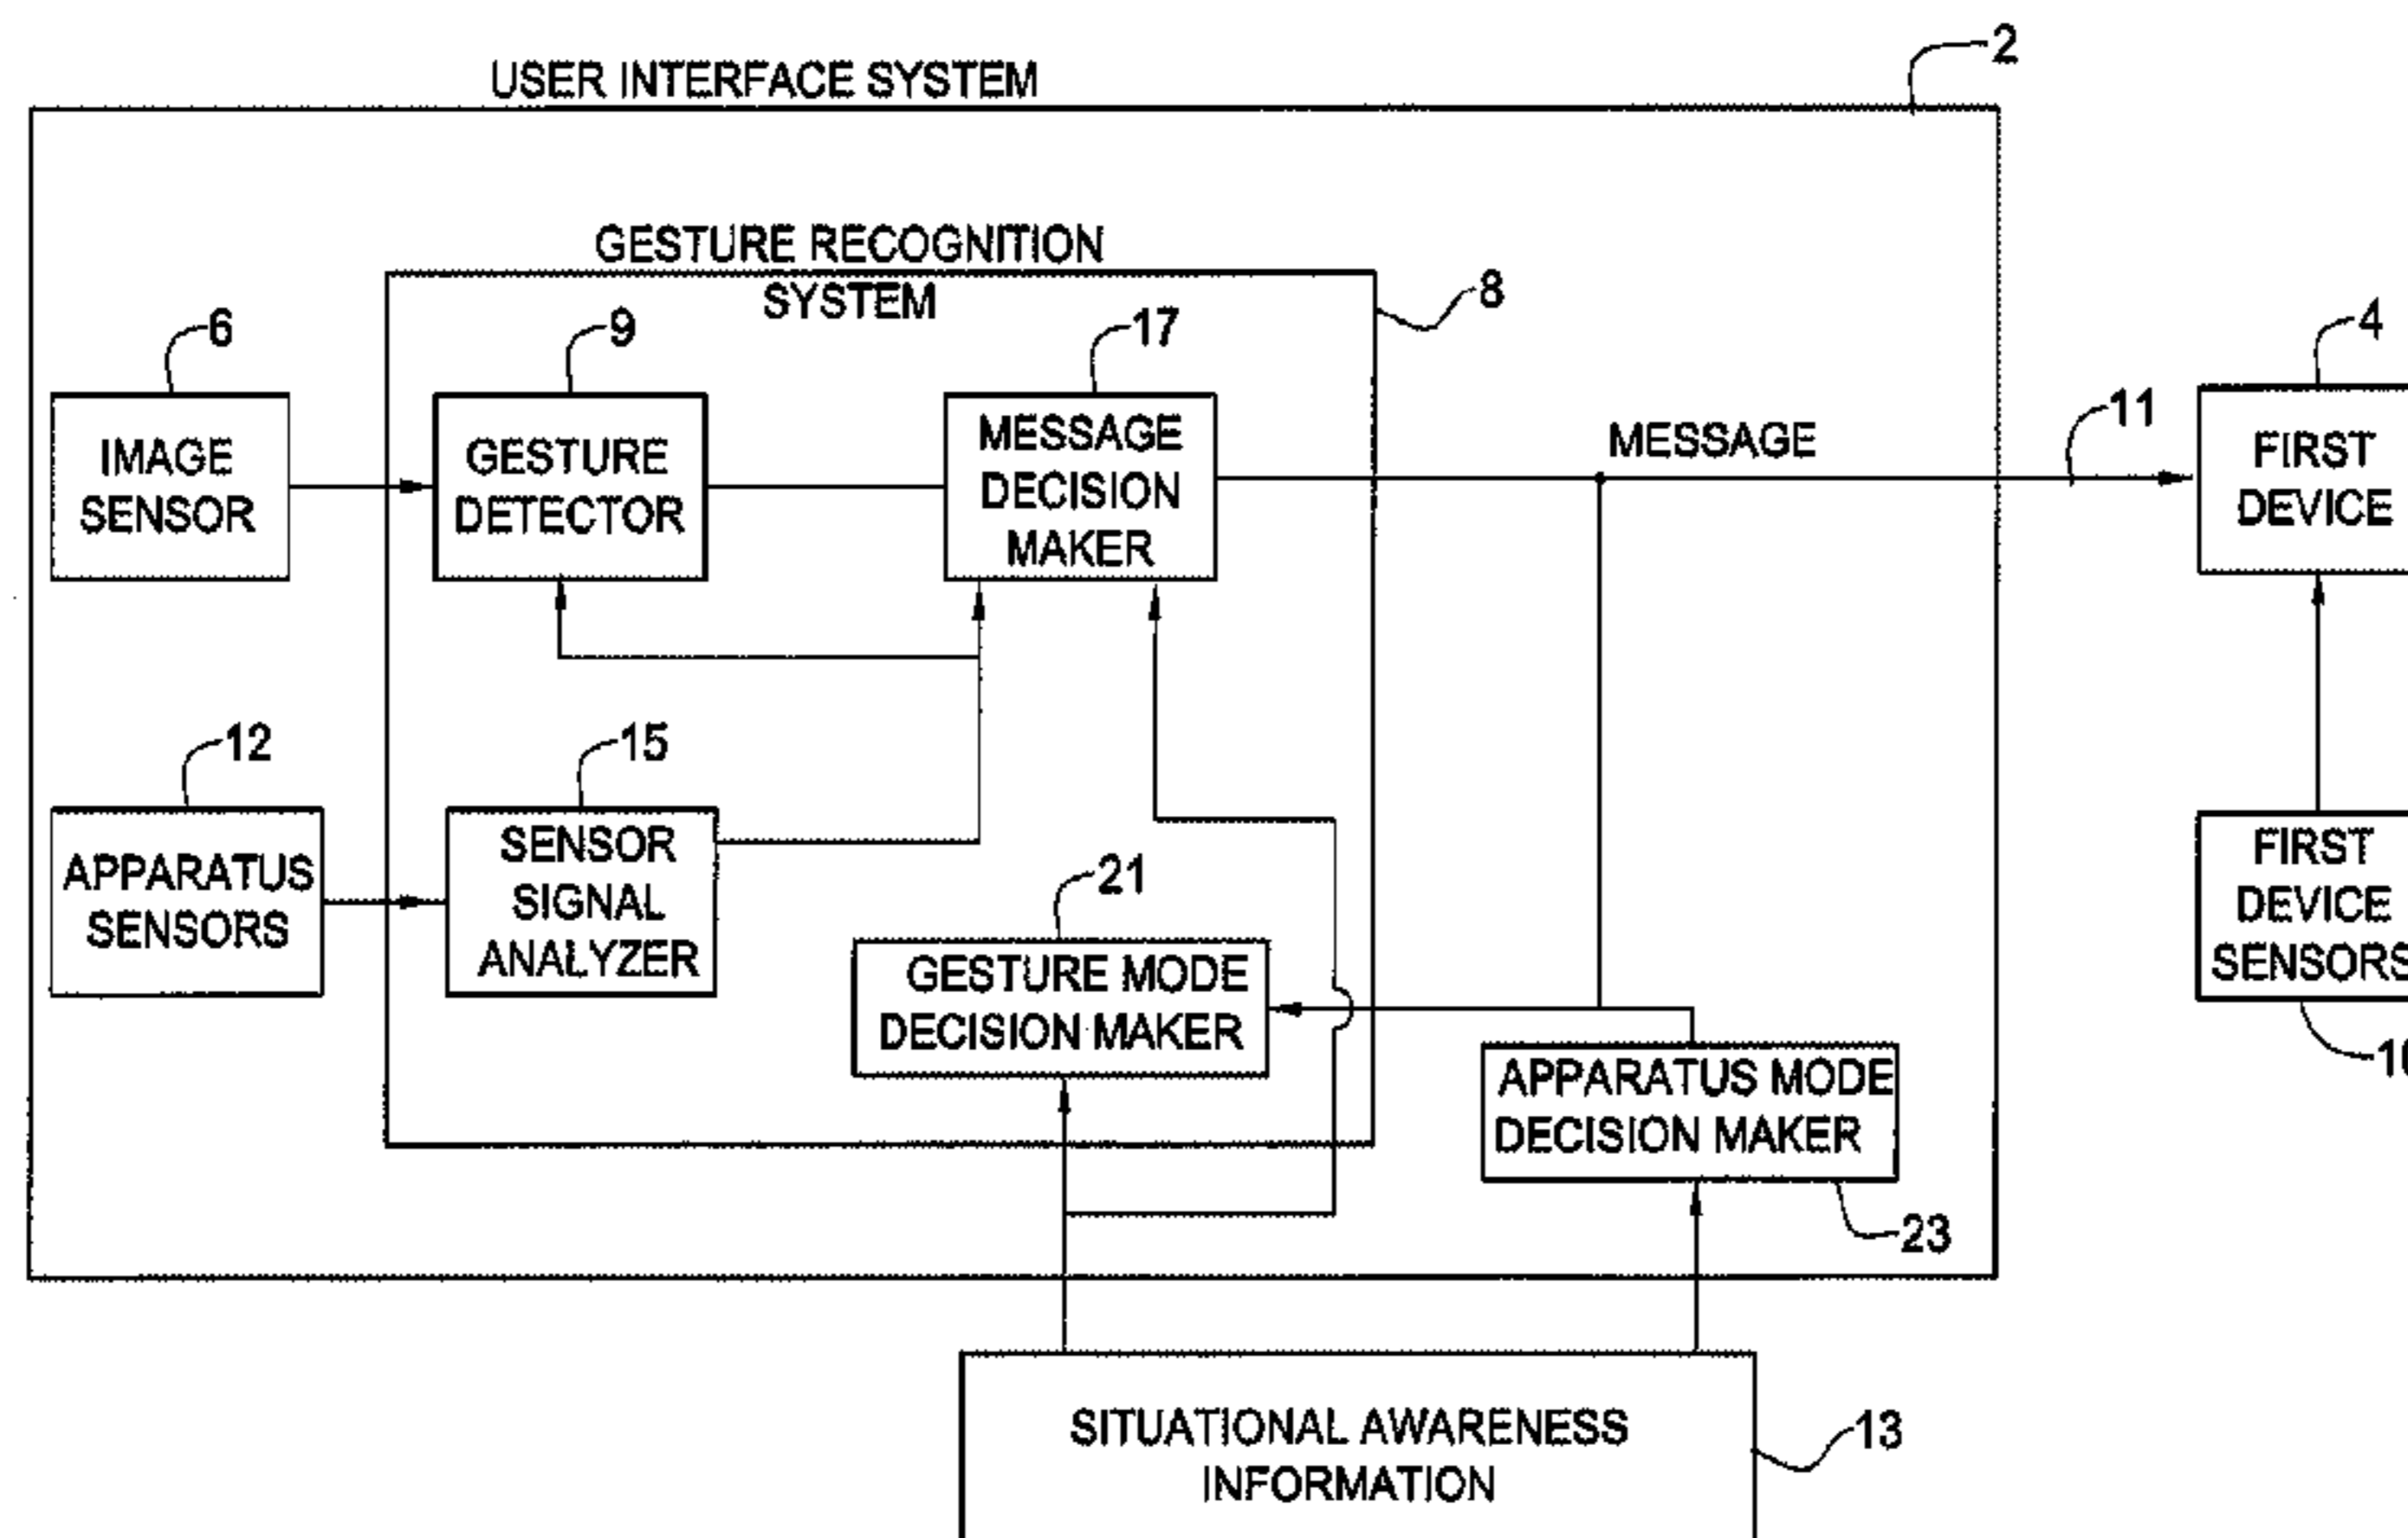 2
USER INTERFACE SYSTEM
GESTURE RECOGNITION
SYSTEM
8
6
9
17
4
11
IMAGE
SENSOR
GESTURE
DETECTOR
MESSAGE
DECISION
MAKER
MESSAGE
FIRST
DEVICE
12
15
APPARATUS
SENSORS
SENSOR
SIGNAL
ANALYZER
21
GESTURE MODE
DECISION MAKER
FIRST
DEVICE
SENSORS
APPARATUS MODE
DECISION MAKER
23
SITUATIONAL AWARENESS
INFORMATION
13